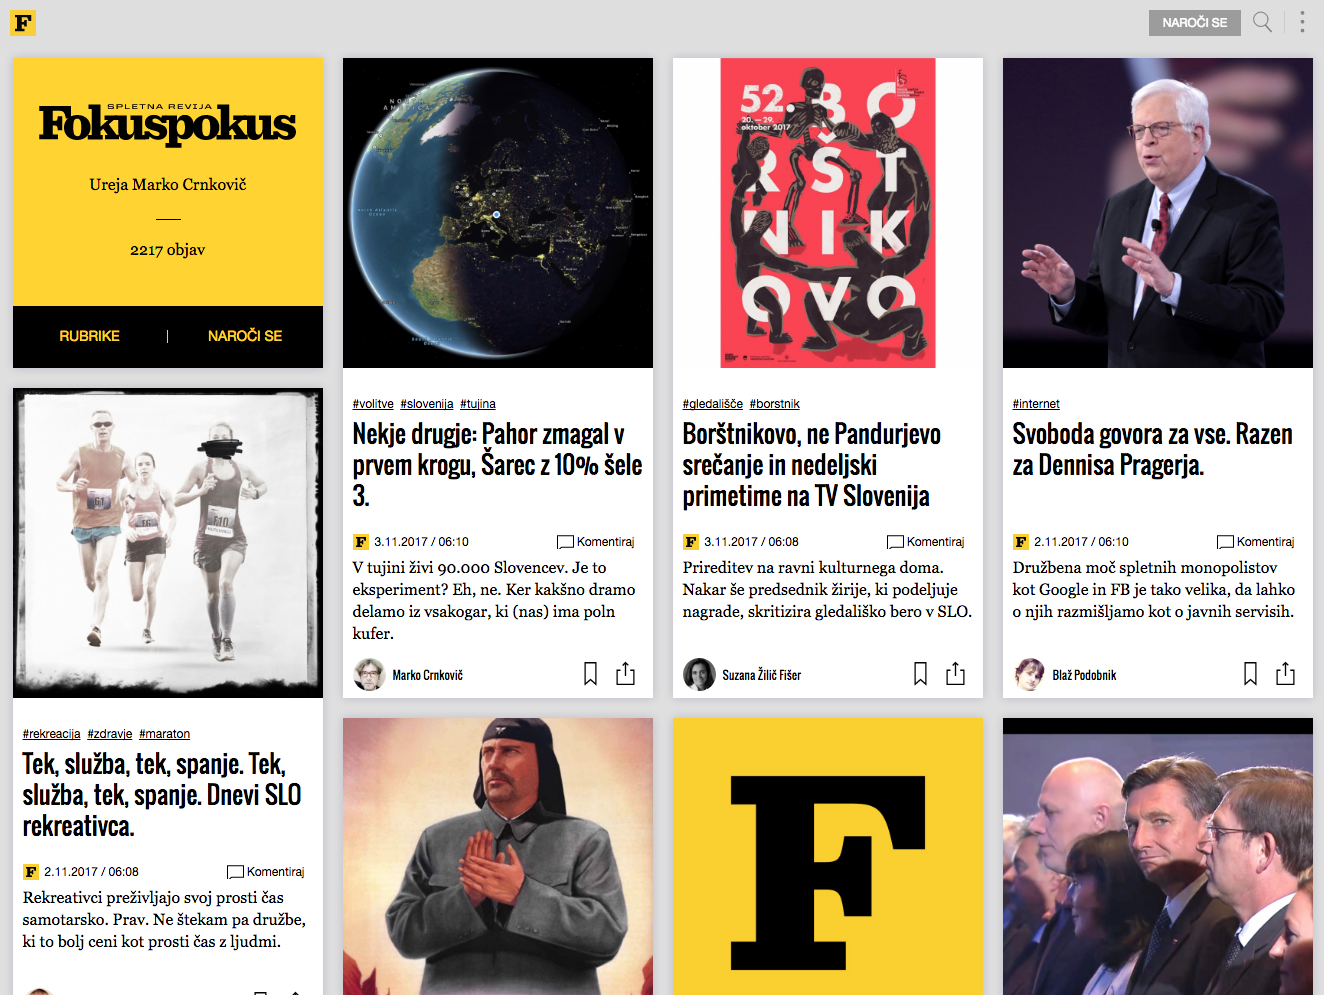 F
NAROČI SE
SPLETNA REVIJA
Fokuspokus
Ureja Marko Crnkovič
2217 objav
RUBRIKE
NAROČI SE
#rekreacija #zdravje #maraton
Tek, služba, tek, spanje. Tek,
služba, tek, spanje. Dnevi SLO
rekreativca.
F 2.11.2017 / 06:08
Komentiraj
Rekreativci preživljajo svoj prosti čas
samotarsko. Prav. Ne štekam pa družbe,
ki to bolj ceni kot prosti čas z ljudmi.
#volitve #slovenija #tujina
Nekje drugje: Pahor zmagal v
prvem krogu, Šarec z 10% šele
3.
F 3.11.2017 / 06:10
Komentiraj
V tujini živi 90.000 Slovencev. Je to
eksperiment? Eh, ne. Ker kakšno dramo
delamo iz vsakogar, ki (nas) ima poln
kufer.
Marko Crnkovič
52.
20. — 29.
oktober 2017
BO
RŠT
NIK
OVO
#gledališče #borstnik
Borštnikovo, ne Pandurjevo
srečanje in nedeljski
primetime na TV Slovenija
F 3.11.2017 / 06:08
Komentiraj
Prireditev na ravni kulturnega doma.
Nakar še predsednik žirije, ki podeljuje
nagrade, skritizira gledališko bero v SLO.
Suzana Žilič Fišer
F
#internet
Svoboda govora za vse. Razen
za Dennisa Pragerja.
F 2.11.2017 / 06:10
Komentiraj
Družbena moč spletnih monopolistov
kot Google in FB je tako velika, da lahko
o njih razmišljamo kot o javnih servisih.
Blaž Podobnik